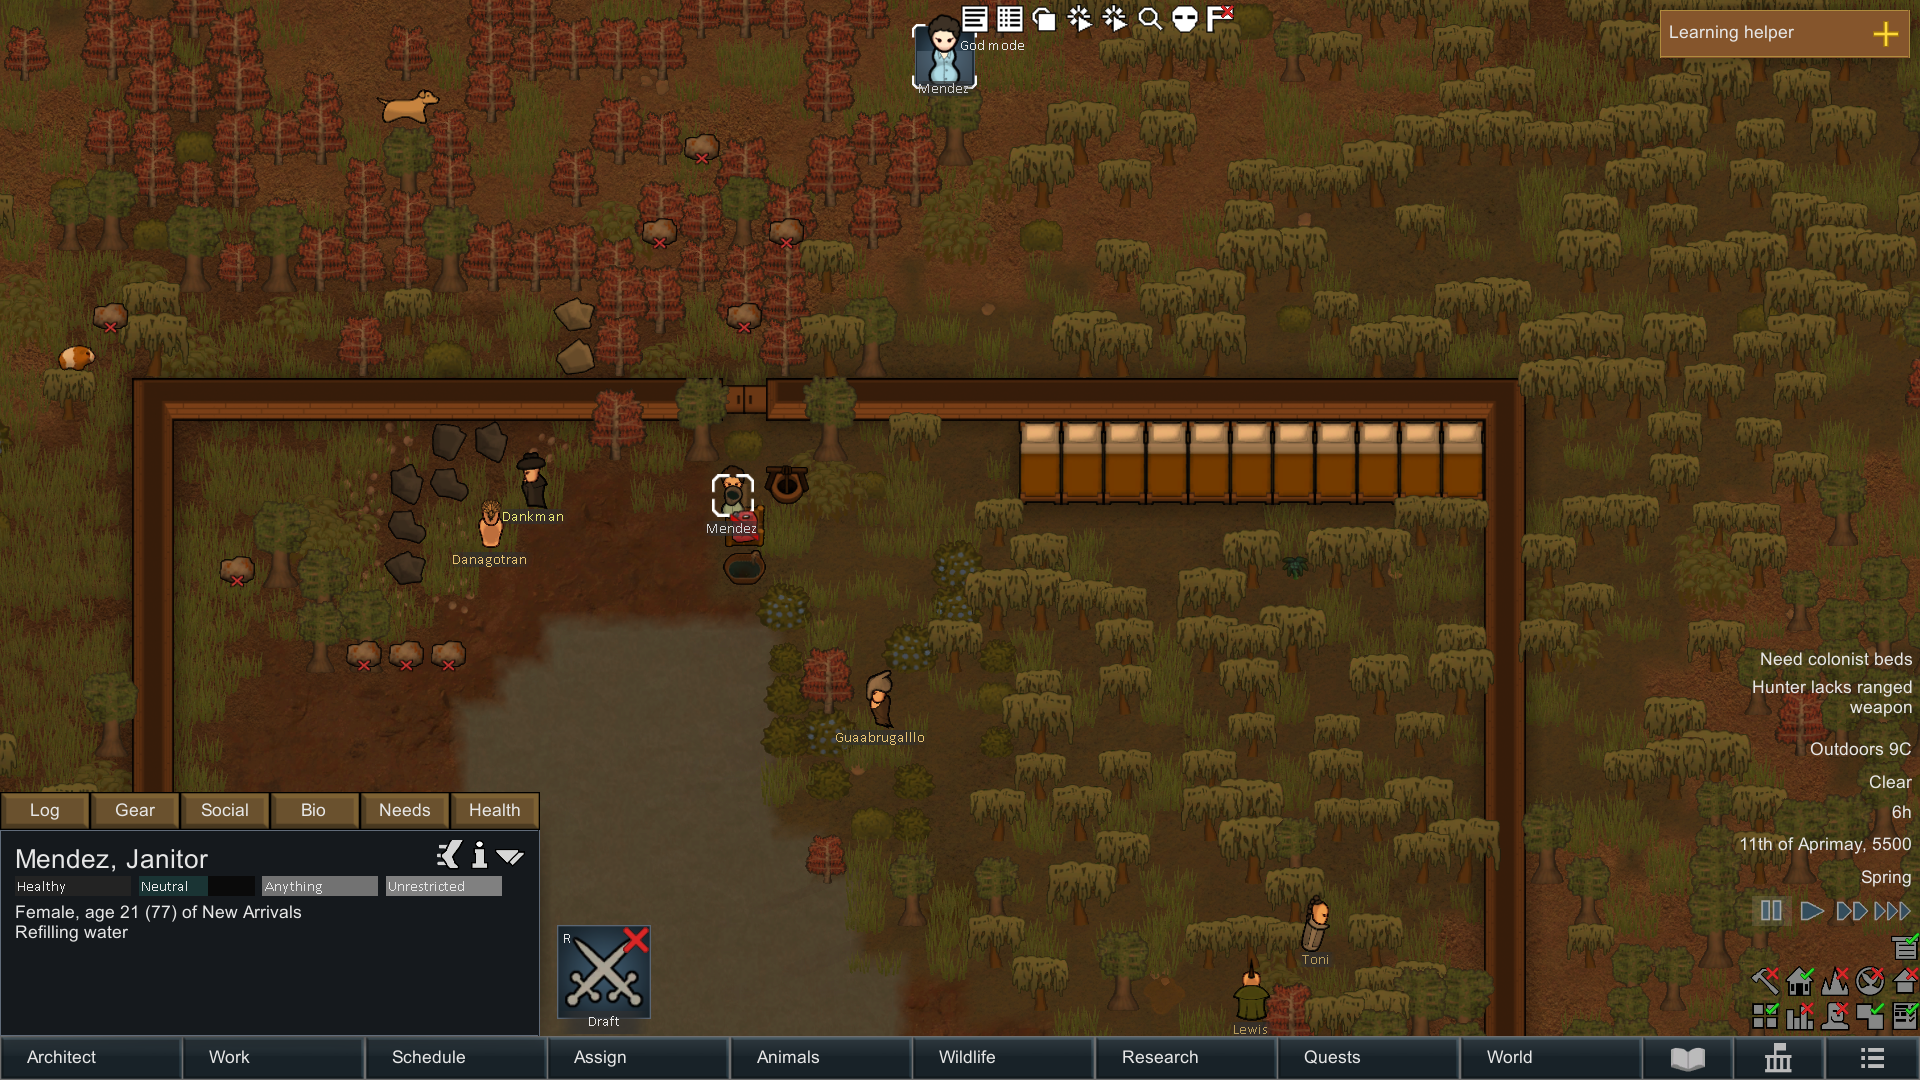 God mode
Mendez
Learning helper
Dankman
Danagotran
Mendez
Guaabrugalllo
Toni
Lewis
Need colonist beds
Hunter lacks ranged
weapon
Outdoors 9C
Clear
6h
11th of Aprimay, 5500
Spring
Log
Gear
Social
Bio
Needs
Health
Mendez, Janitor
Healthy
Neutral
Anything
Unrestricted
Female, age 21 (77) of New Arrivals
Refilling water
R
Draft
Architect
Work
Schedule
Assign
Animals
Wildlife
Research
Quests
World